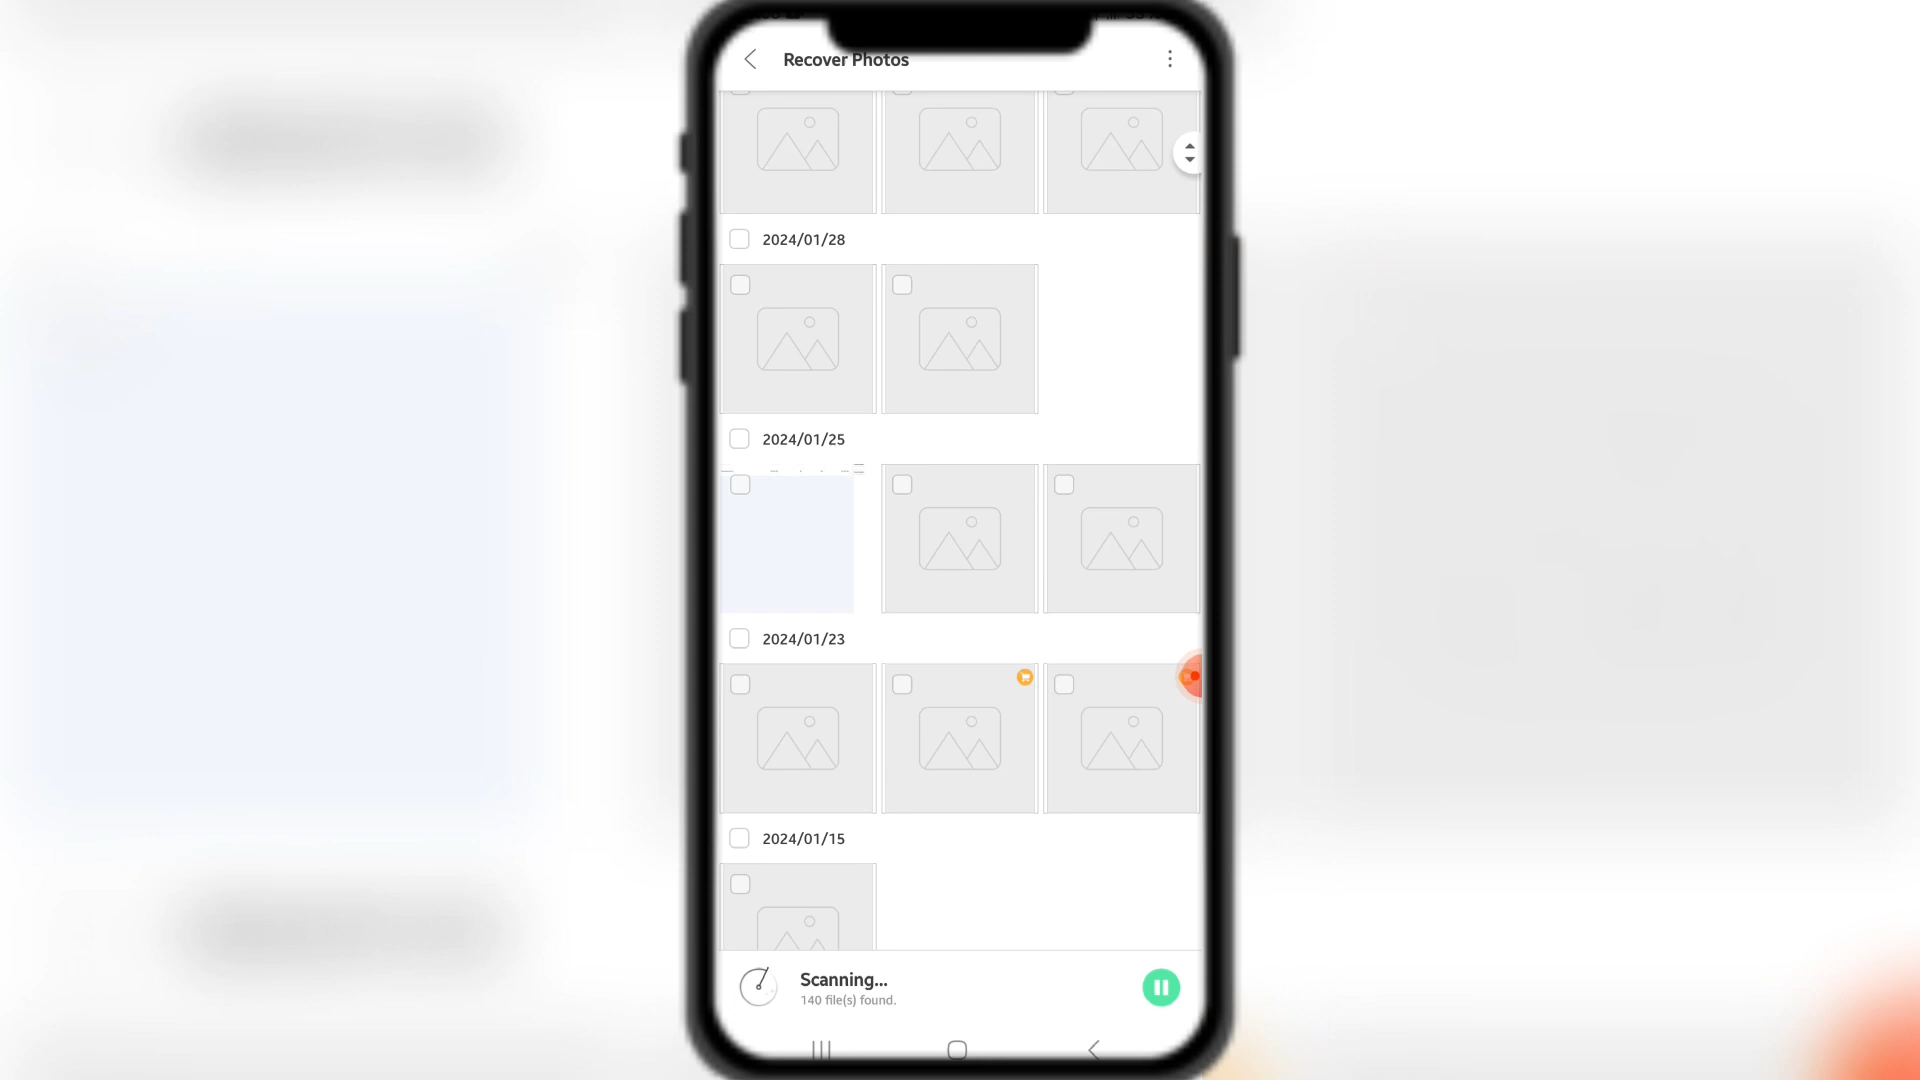 Recover Photos
2024/01/28
2024/01/25
2024/01/23
2024/01/15
Scanning...
140 file(s) found.